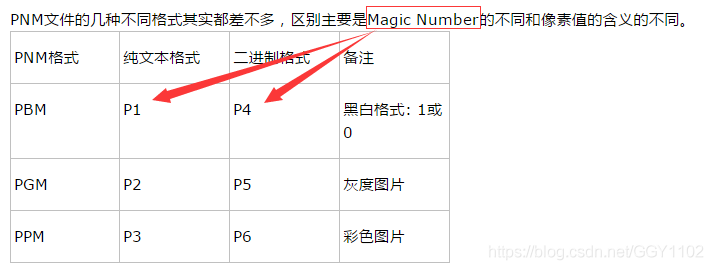 PNM文件的几种不同格式其实都差不多，区别主要是Magic Number的不同和像素值的含义的不同。
PNM格式 纯文本格式 二进制格式 备注
PBM P1 P4 黑白格式: 1或
0
PGM P2 P5 灰度图片
PPM P3 P6 彩色图片
https://blog.csdn.net/GGY1102